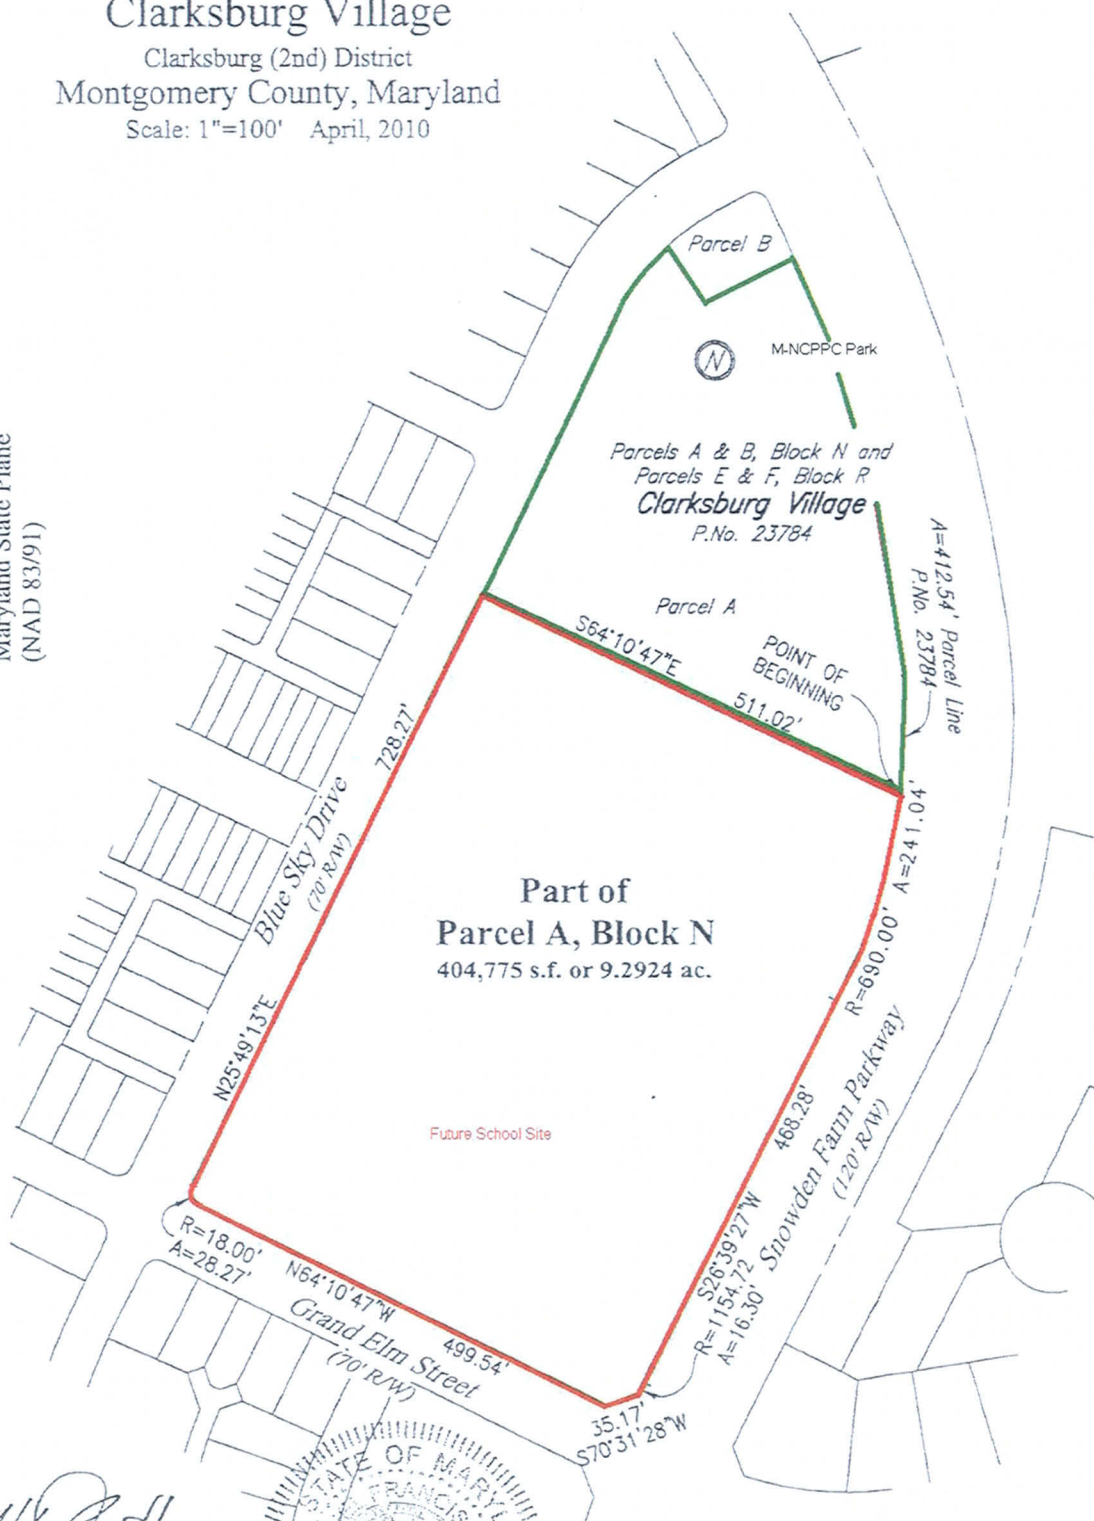 Clarksburg Village
Clarksburg (2nd) District
Montgomery County, Maryland
Scale: 1"=100' April, 2010
Maryland State Plane
(NAD 83/91)
Parcel B
N
M-NCPPC Park
Parcels A & B, Block N and
Parcels E & F, Block R
Clarksburg Village
P.No. 23784
A=412.54' Parcel Line
P.No. 23784
Parcel A
POINT OF
BEGINNING
S64°10'47"E
511.02'
728.27'
Blue Sky Drive
(70' R/W)
N25°49'13"E
Part of
Parcel A, Block N
404,775 s.f. or 9.2924 ac.
R=690.00' A=241.04'
468.28'
Snowden Farm Parkway
(120' R/W)
Future School Site
S26°39'27"W
R=1154.72
A=16.30'
R=18.00'
A=28.27'
N64°10'47"W
499.54'
Grand Elm Street
(70' R/W)
35.17'
S70°31'28"W
STATE OF MARYL
FRANCIS